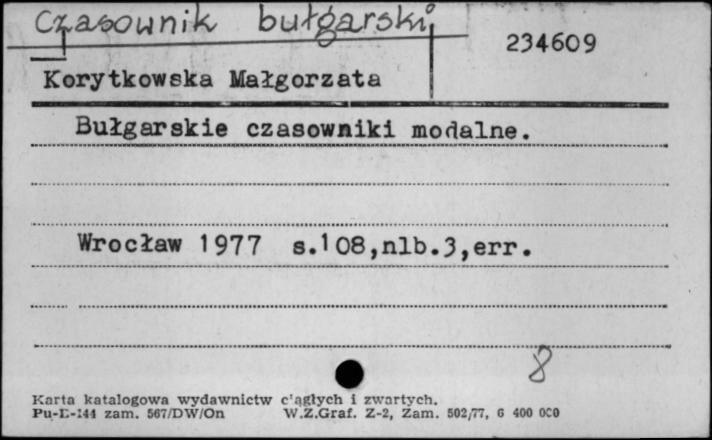 Czasownik bułgarski
234609
Korytkowska Małgorzata
Bułgarskie czasowniki modalne.
Wrocław 1977 s.108,nlb.3,err.
8
Karta katalogowa wydawnictw ciągłych i zwartych.
Pu-K-144 zam. 567/DW/On W.Z.Graf. Z-2, Zam. 502/77, 6 400 000